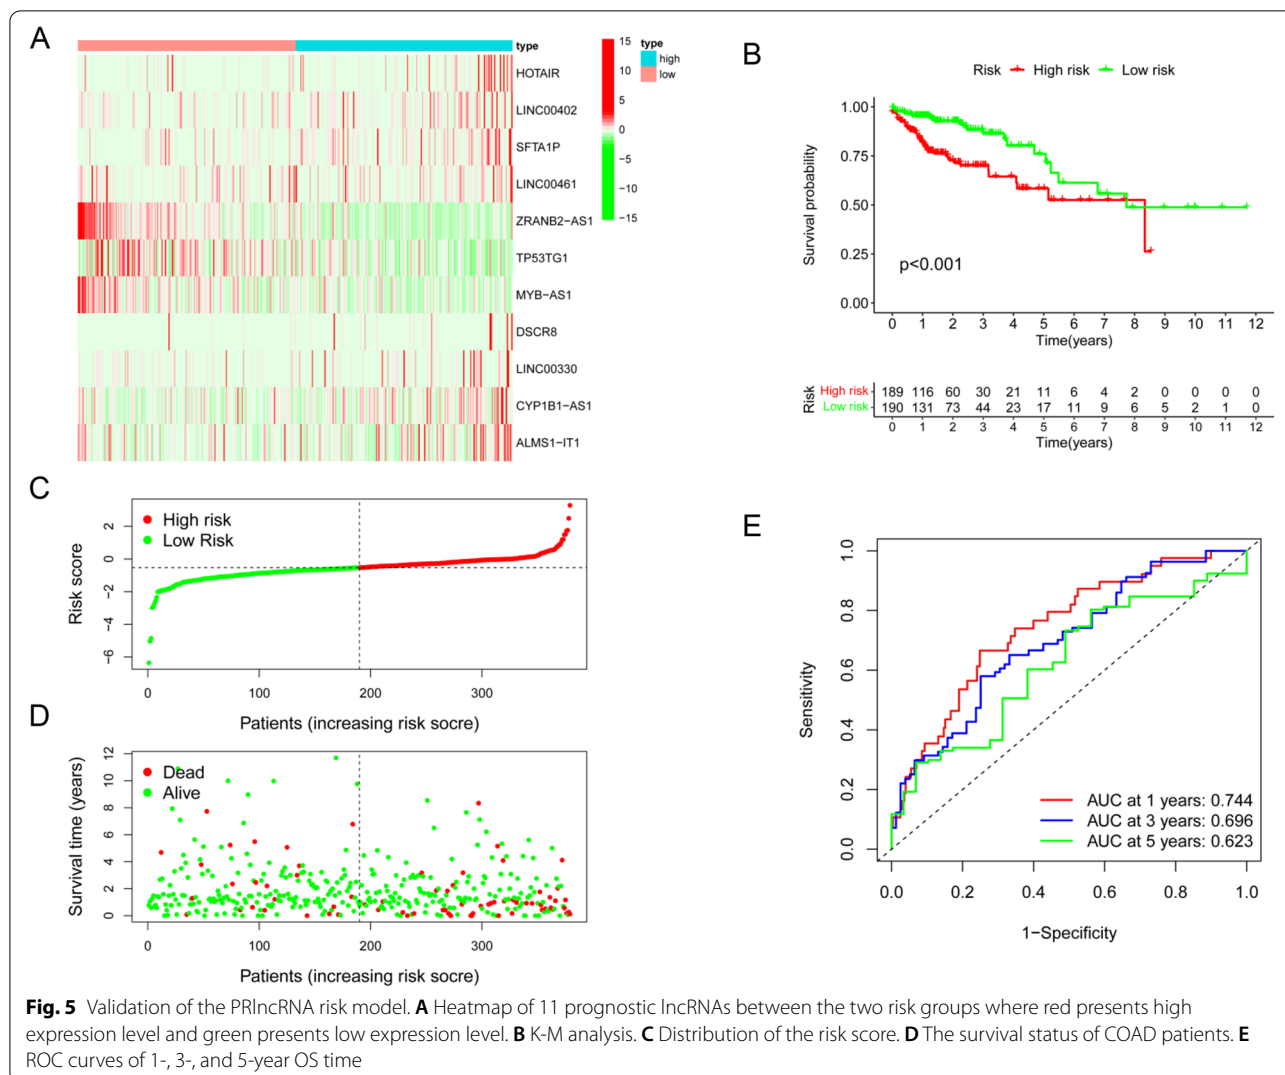 A
type
HOTAIR
LINC00402
SFTA1P
LINC00461
ZRANB2−AS1
TP53TG1
MYB−AS1
DSCR8
LINC00330
CYP1B1−AS1
ALMS1−IT1
15
10
5
0
−5
−10
−15
type
high
low
B
Risk High risk Low risk
Survival probability
1.00
0.75
0.50
0.25
0.00
p<0.001
0 1 2 3 4 5 6 7 8 9 10 11 12
Time(years)
Risk
High risk 189 116 60 30 21 11 6 4 2 0 0 0 0
Low risk 190 131 73 44 23 17 11 9 6 5 2 1 0
0 1 2 3 4 5 6 7 8 9 10 11 12
Time(years)
C
Risk score
2
0
−2
−4
−6
High risk
Low Risk
0 100 200 300
Patients (increasing risk socre)
D
Survival time (years)
12
10
8
6
4
2
0
Dead
Alive
0 100 200 300
Patients (increasing risk socre)
E
Sensitivity
1.0
0.8
0.6
0.4
0.2
0.0
AUC at 1 years: 0.744
AUC at 3 years: 0.696
AUC at 5 years: 0.623
0.0 0.2 0.4 0.6 0.8 1.0
1−Specificity
Fig. 5 Validation of the PRlncRNA risk model. A Heatmap of 11 prognostic lncRNAs between the two risk groups where red presents high
expression level and green presents low expression level. B K-M analysis. C Distribution of the risk score. D The survival status of COAD patients. E
ROC curves of 1-, 3-, and 5-year OS time